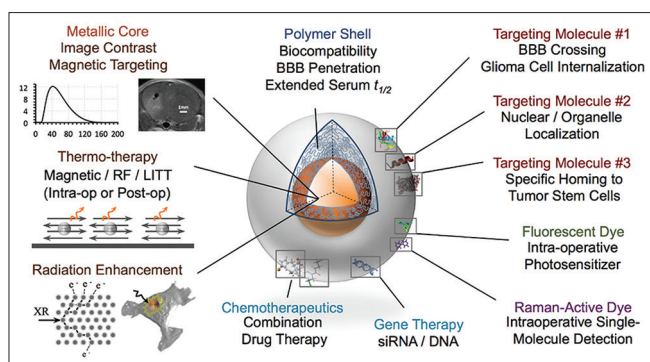 Metallic Core
Image Contrast
Magnetic Targeting
12
8
4
0
0 40 80 120 160 200
1mm
Thermo-therapy
Magnetic / RF / LITT
(Intra-op or Post-op)
Radiation Enhancement
e-
e-
e-
XR
e-
Polymer Shell
Biocompatibility
BBB Penetration
Extended Serum t1/2
Chemotherapeutics
Combination
Drug Therapy
Gene Therapy
siRNA / DNA
Targeting Molecule #1
BBB Crossing
Glioma Cell Internalization
Targeting Molecule #2
Nuclear / Organelle
Localization
Targeting Molecule #3
Specific Homing to
Tumor Stem Cells
Fluorescent Dye
Intra-operative
Photosensitizer
Raman-Active Dye
Intraoperative Single-
Molecule Detection